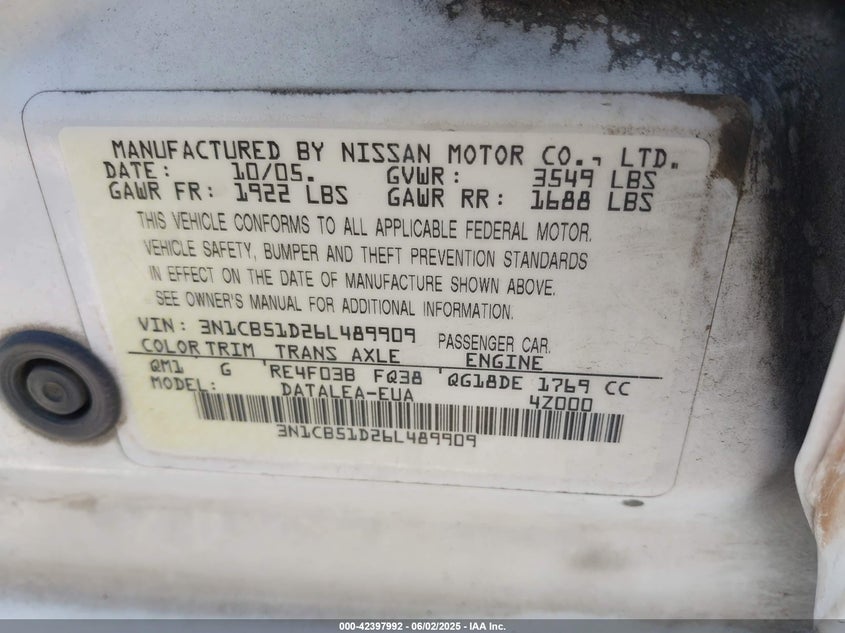 MANUFACTURED BY NISSAN MOTOR CO., LTD.
DATE: 10/05. GVWR: 3549 LBS
GAWR FR: 1922 LBS GAWR RR: 1688 LBS
THIS VEHICLE CONFORMS TO ALL APPLICABLE FEDERAL MOTOR.
VEHICLE SAFETY, BUMPER AND THEFT PREVENTION STANDARDS
IN EFFECT ON THE DATE OF MANUFACTURE SHOWN ABOVE.
SEE OWNER'S MANUAL FOR ADDITIONAL INFORMATION.
VIN: 3N1CB51D26L489909 PASSENGER CAR.
COLOR TRIM TRANS AXLE ENGINE
QM1 G 'RE4F03B FQ38 'QG18DE 1769 CC
MODEL: DATALEA-EUA 4Z000
3N1CB51D26L489909
000-42397992 | 06/02/2025 | IAA Inc.